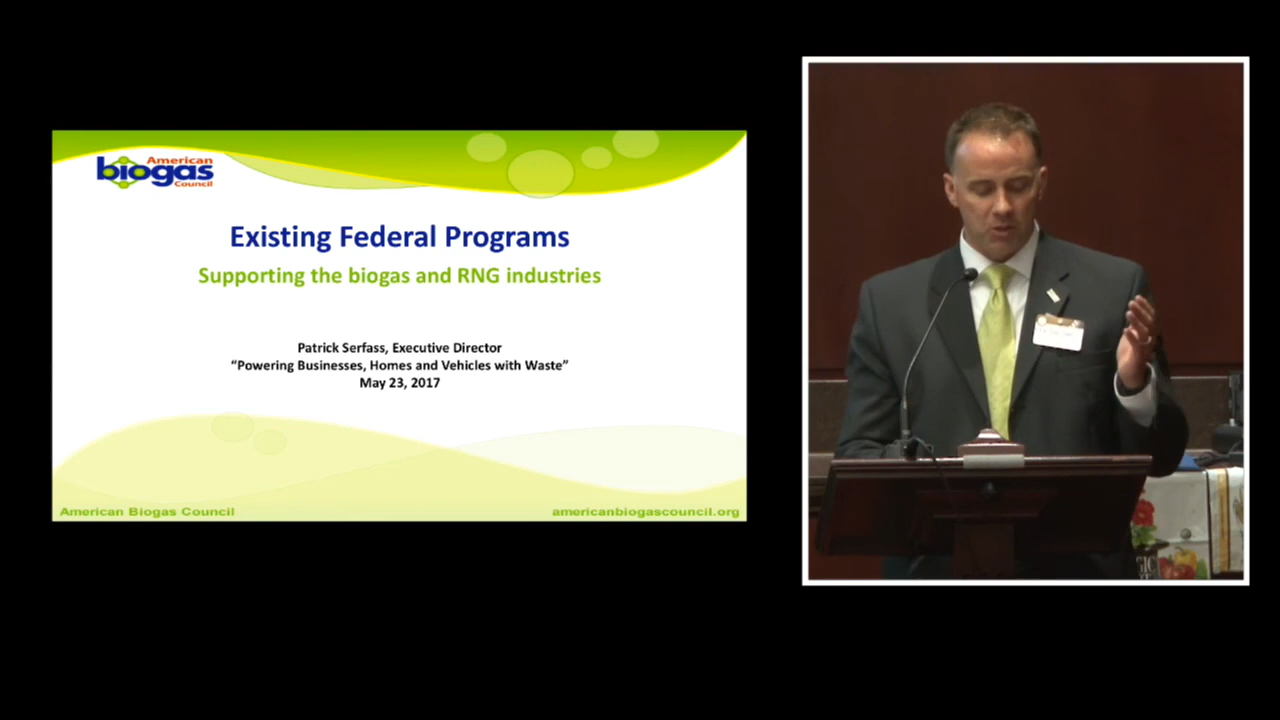 American
biogas
Council
Existing Federal Programs
Supporting the biogas and RNG industries
Patrick Serfass, Executive Director
“Powering Businesses, Homes and Vehicles with Waste”
May 23, 2017
American Biogas Council
americanbiogascouncil.org